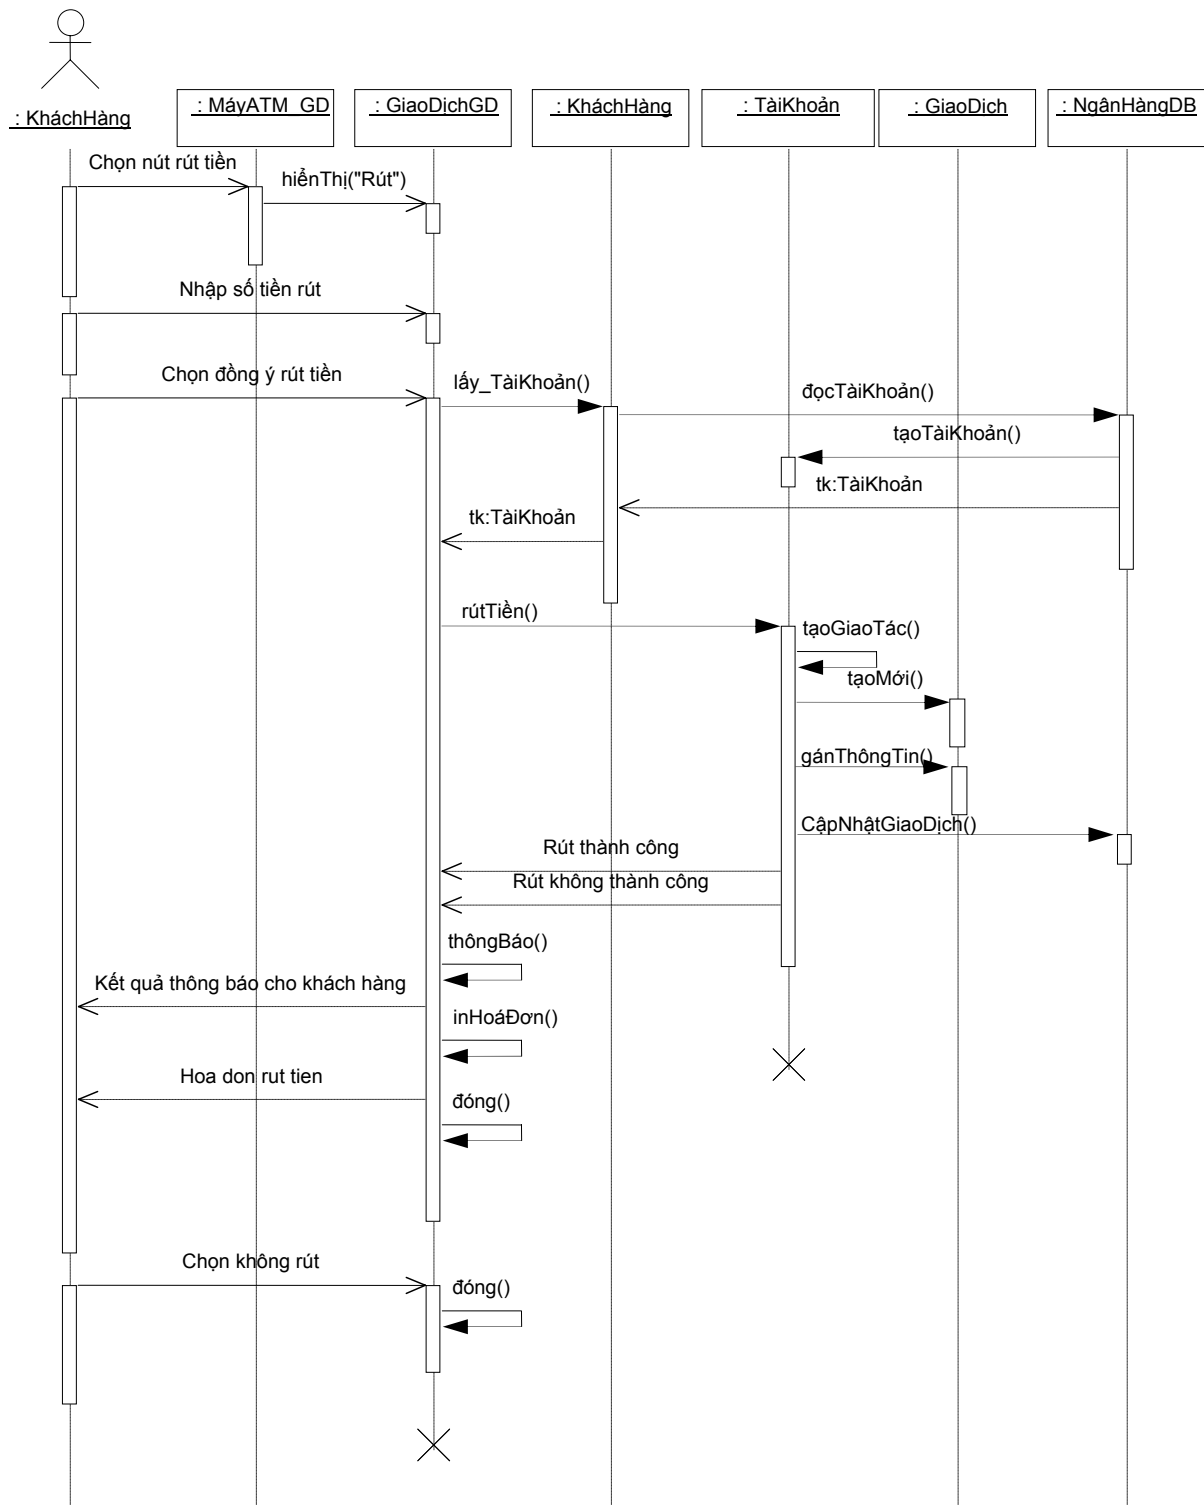 : KháchHàng
: MáyATM_GD
: GiaoDịchGD
: KháchHàng
: TàiKhoản
: GiaoDich
: NgânHàngDB
Chọn nút rút tiền
hiểnThị("Rút")
Nhập số tiền rút
Chọn đồng ý rút tiền
lấy_TàiKhoản()
đọcTàiKhoản()
tạoTàiKhoản()
tk:TàiKhoản
tk:TàiKhoản
rútTiền()
tạoGiaoTác()
tạoMới()
gánThôngTin()
CậpNhậtGiaoDịch()
Rút thành công
Rút không thành công
thôngBáo()
Kết quả thông báo cho khách hàng
inHoáĐơn()
Hoa don rut tien
đóng()
Chọn không rút
đóng()